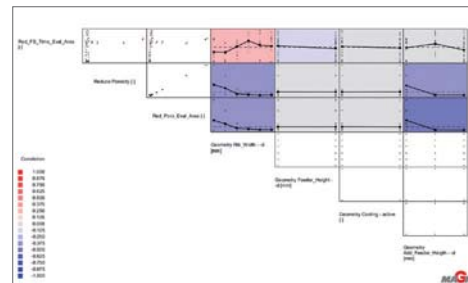 Red_FS_Time_Eval_Area
[-]
Reduce Porosity [-]
Red_Poro_Eval_Area [-]
Geometry Rib_Width - d
[mm]
Geometry Feeder_Height -
d [mm]
Geometry Cooling - active
[-]
Geometry
Add_Feeder_Heigth - d
[mm]
Correlation
1.000
0.875
0.750
0.625
0.500
0.375
0.250
0.125
0.000
-0.125
-0.250
-0.375
-0.500
-0.625
-0.750
-0.875
-1.000